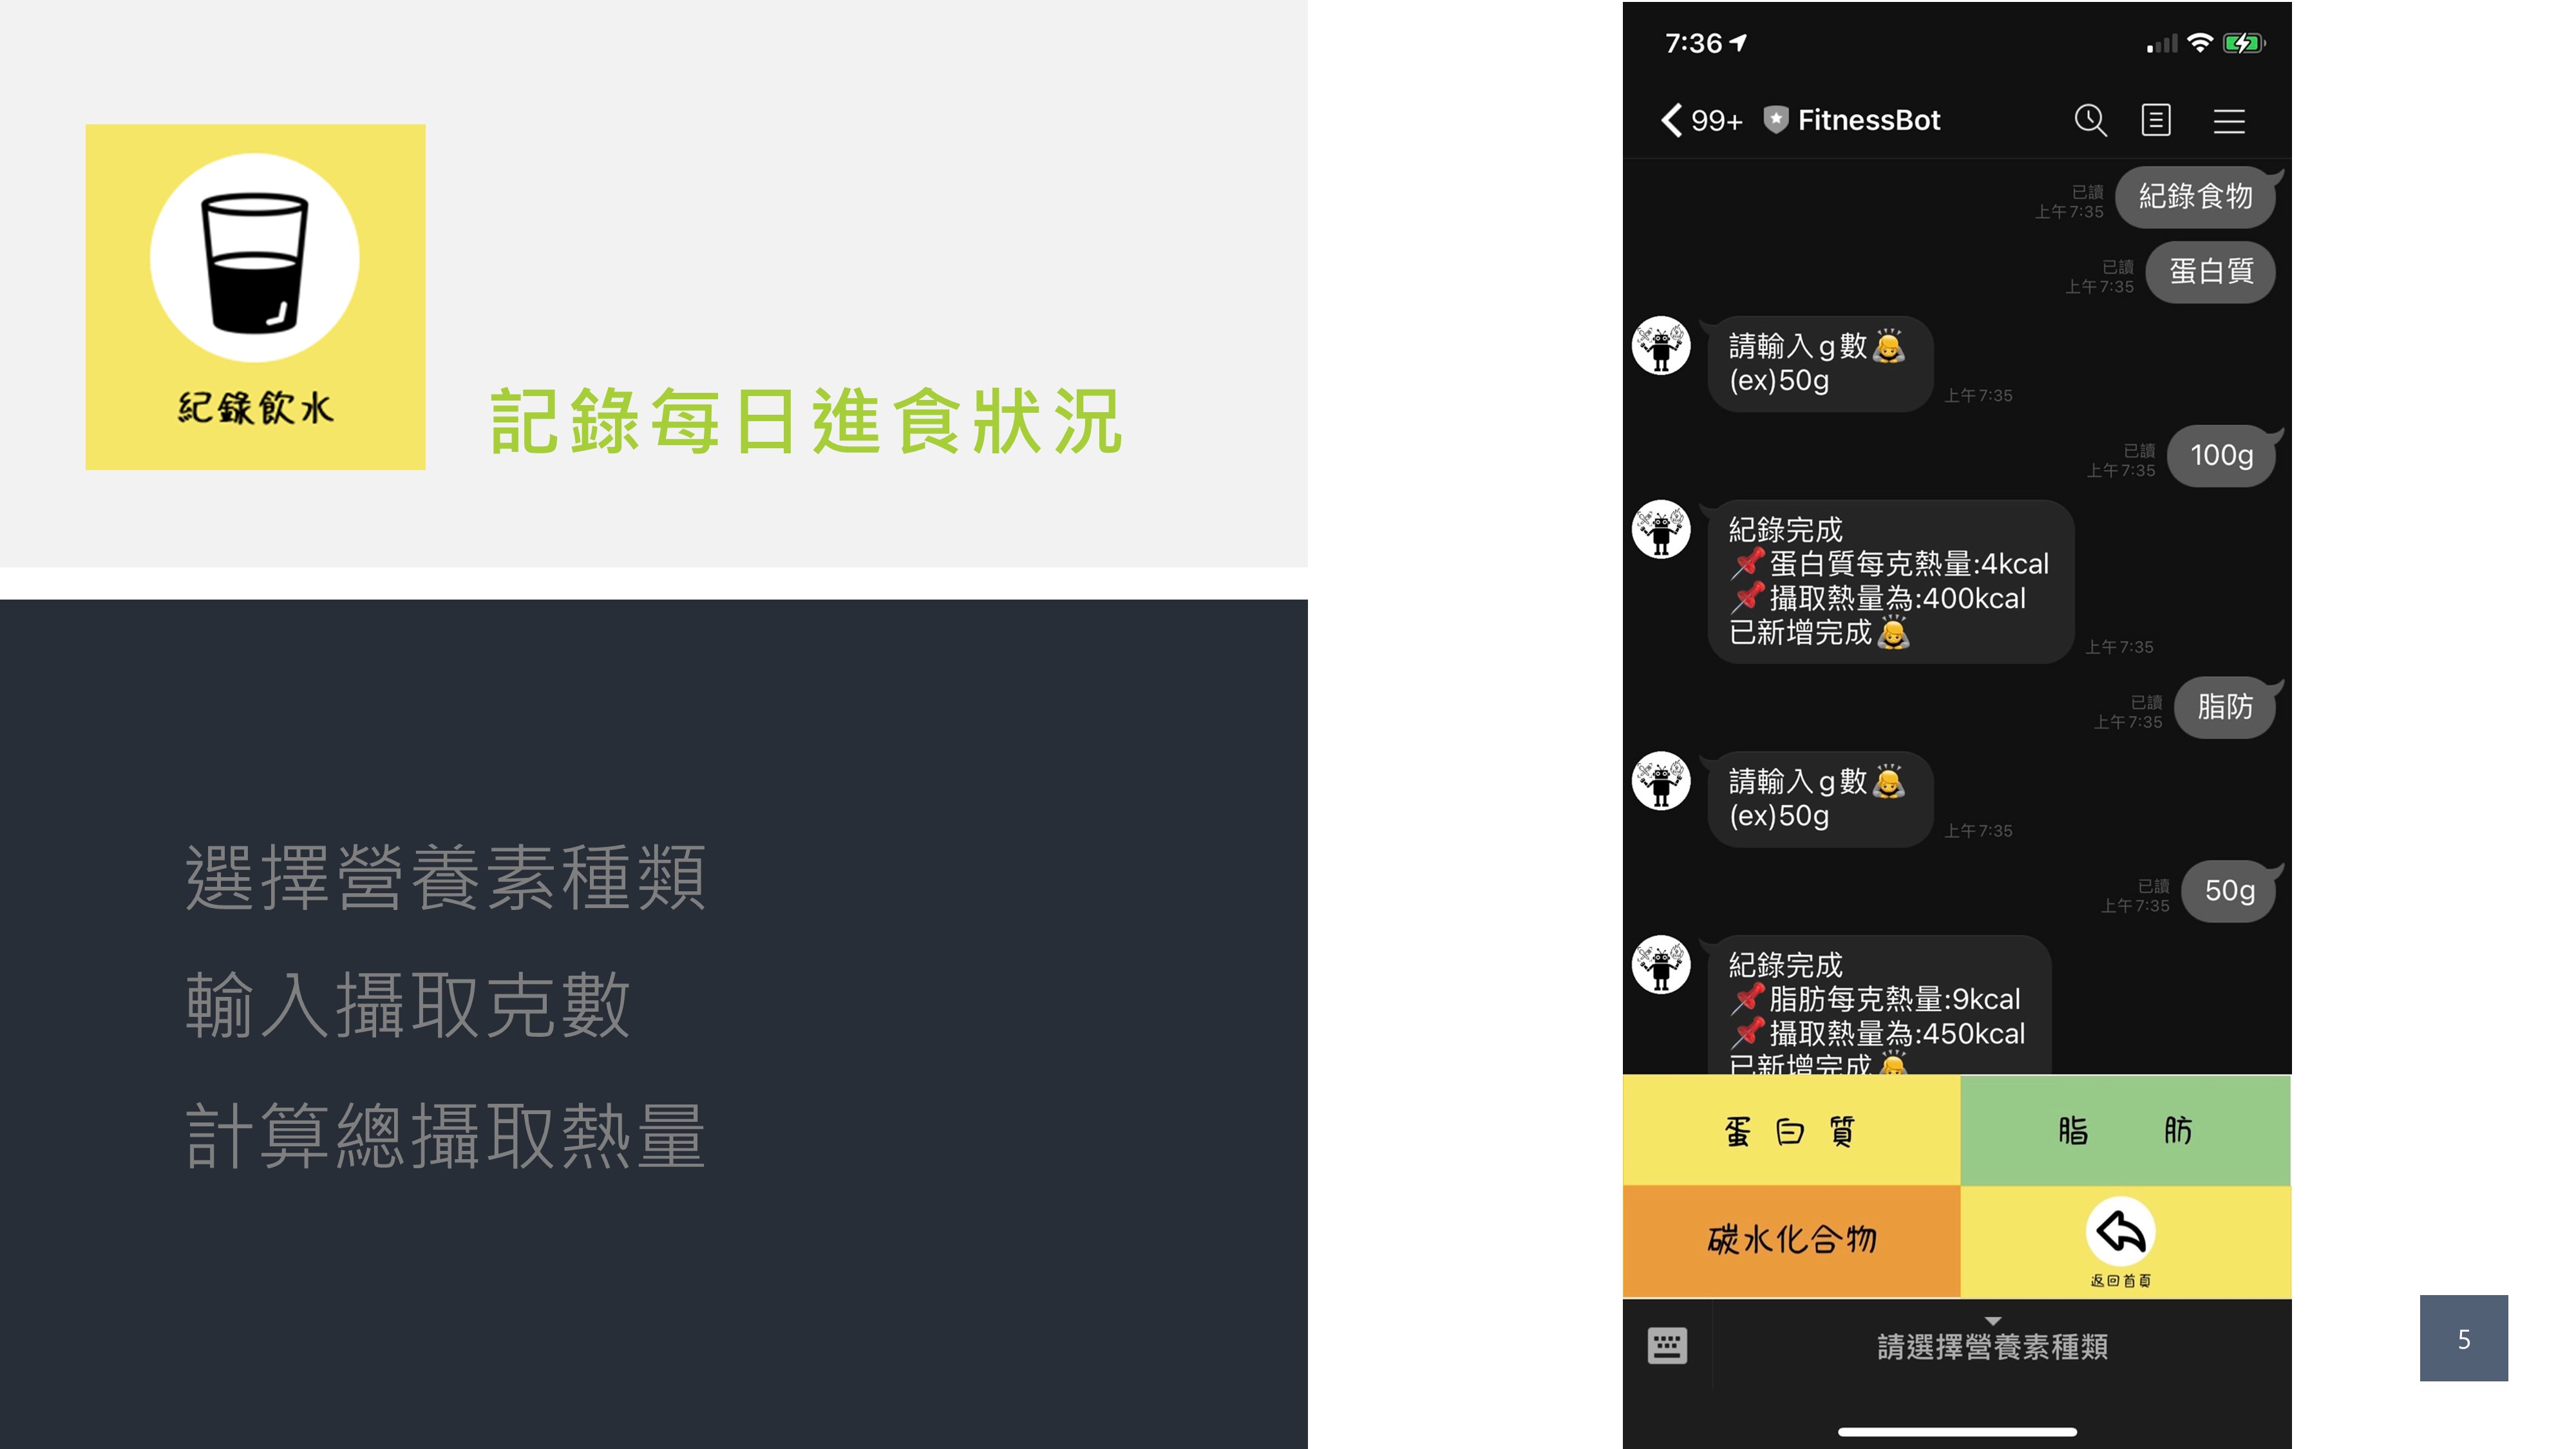 紀錄飲水
記錄每日進食狀況
選擇營養素種類
輸入攝取克數
計算總攝取熱量
7:36
99+ FitnessBot
紀錄食物
已讀
上午7:35
蛋白質
已讀
上午7:35
請輸入g數
(ex)50g
上午7:35
100g
已讀
上午7:35
紀錄完成
蛋白質每克熱量:4kcal
攝取熱量為:400kcal
已新增完成
上午7:35
脂防
已讀
上午7:35
請輸入g數
(ex)50g
上午7:35
50g
已讀
上午7:35
紀錄完成
脂肪每克熱量:9kcal
攝取熱量為:450kcal
已新增完成
蛋白質
脂肪
碳水化合物
返回首頁
請選擇營養素種類
5